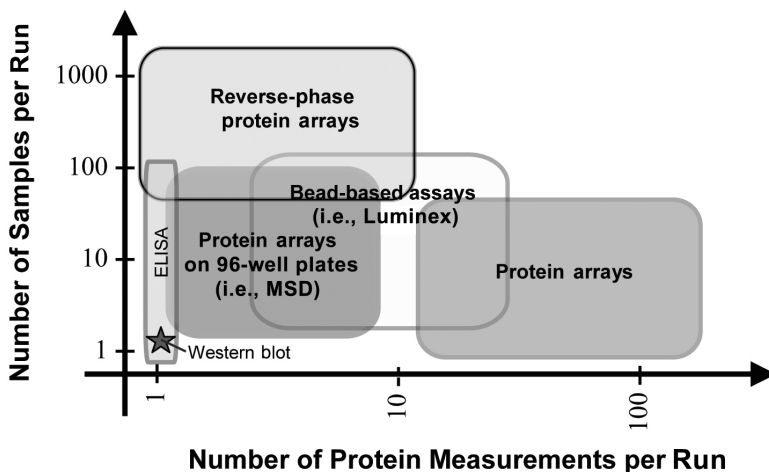 Number of Samples per Run
1000
100
10
1
Reverse-phase
protein arrays
Bead-based assays
(i.e., Luminex)
ELISA
Protein arrays
on 96-well plates
(i.e., MSD)
Protein arrays
Western blot
1
10
100
Number of Protein Measurements per Run